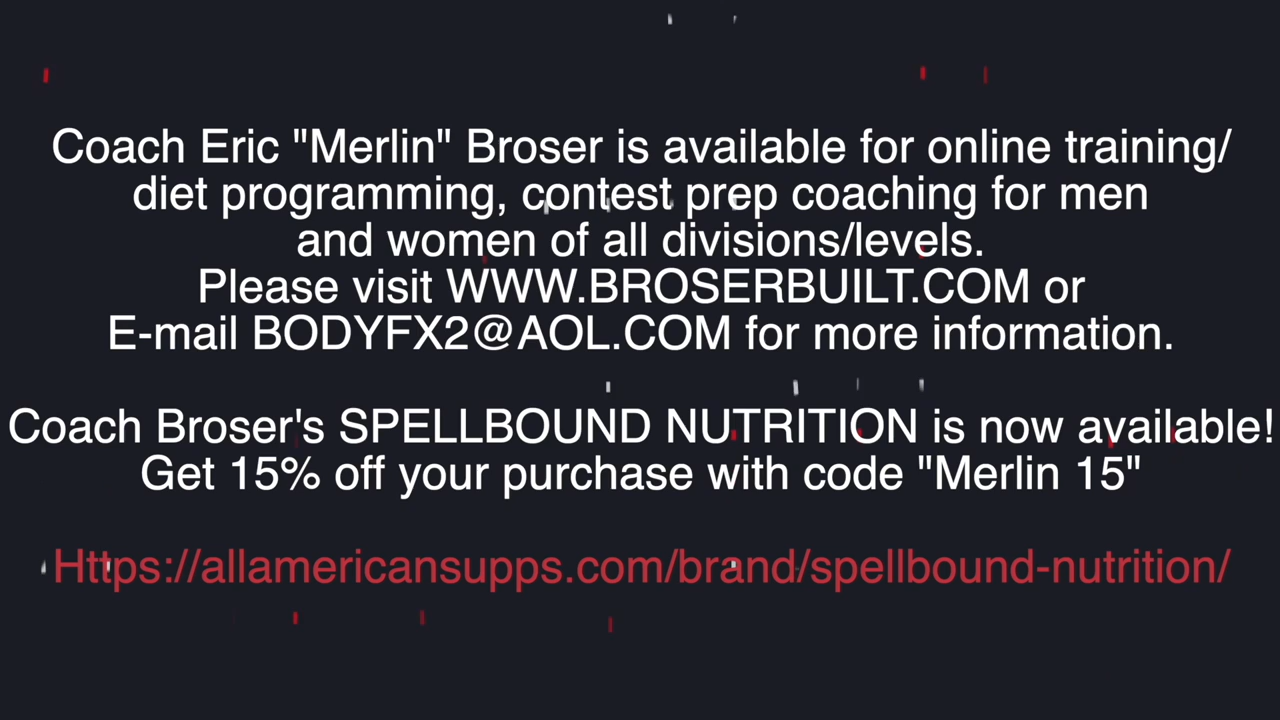 Coach Eric "Merlin" Broser is available for online training/
diet programming, contest prep coaching for men
and women of all divisions/levels.
Please visit WWW.BROSERBUILT.COM or
E-mail BODYFX2@AOL.COM for more information.
Coach Broser's SPELLBOUND NUTRITION is now available!
Get 15% off your purchase with code "Merlin 15"
Https://allamericansupps.com/brand/spellbound-nutrition/